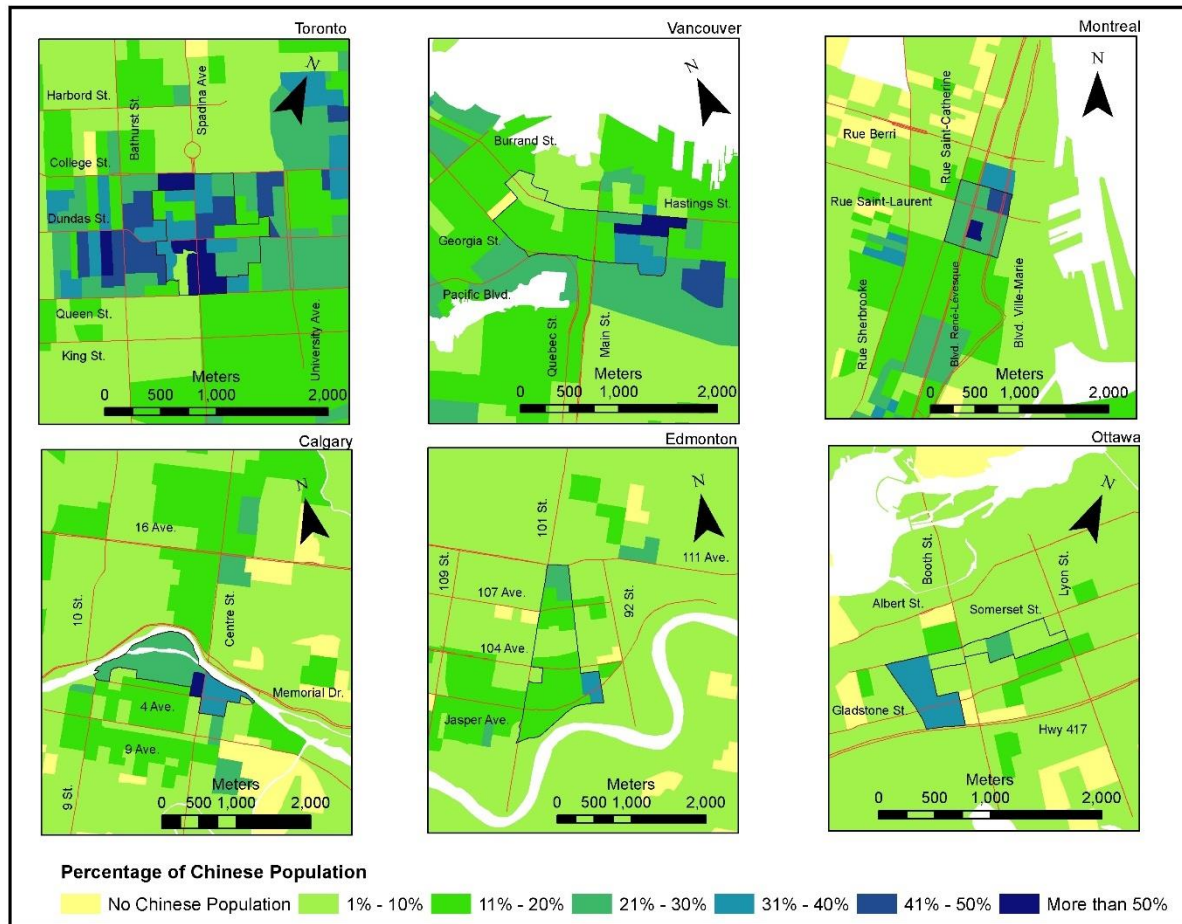 Toronto
N
Harbord St.
Bathurst St.
Spadina Ave
College St.
Dundas St.
Queen St.
King St.
University Ave.
Meters
0 500 1,000 2,000
Vancouver
N
Burrand St.
Hastings St.
Georgia St.
Pacific Blvd.
Quebec St.
Main St.
Meters
0 500 1,000 2,000
Montreal
N
Rue Saint-Catherine
Rue Berri
Rue Saint-Laurent
Rue Sherbrooke
Blvd. René-Lévesque
Blvd. Ville-Marie
Meters
0 500 1,000 2,000
Calgary
N
16 Ave.
10 St.
Centre St.
Memorial Dr.
4 Ave.
9 Ave.
9 St.
Meters
0 500 1,000 2,000
Edmonton
N
101 St.
111 Ave.
109 St.
107 Ave.
92 St.
104 Ave.
Jasper Ave.
Meters
0 500 1,000 2,000
Ottawa
N
Booth St.
Lyon St.
Albert St.
Somerset St.
Gladstone St.
Hwy 417
Meters
0 500 1,000 2,000
Percentage of Chinese Population
No Chinese Population 1% - 10% 11% - 20% 21% - 30% 31% - 40% 41% - 50% More than 50%